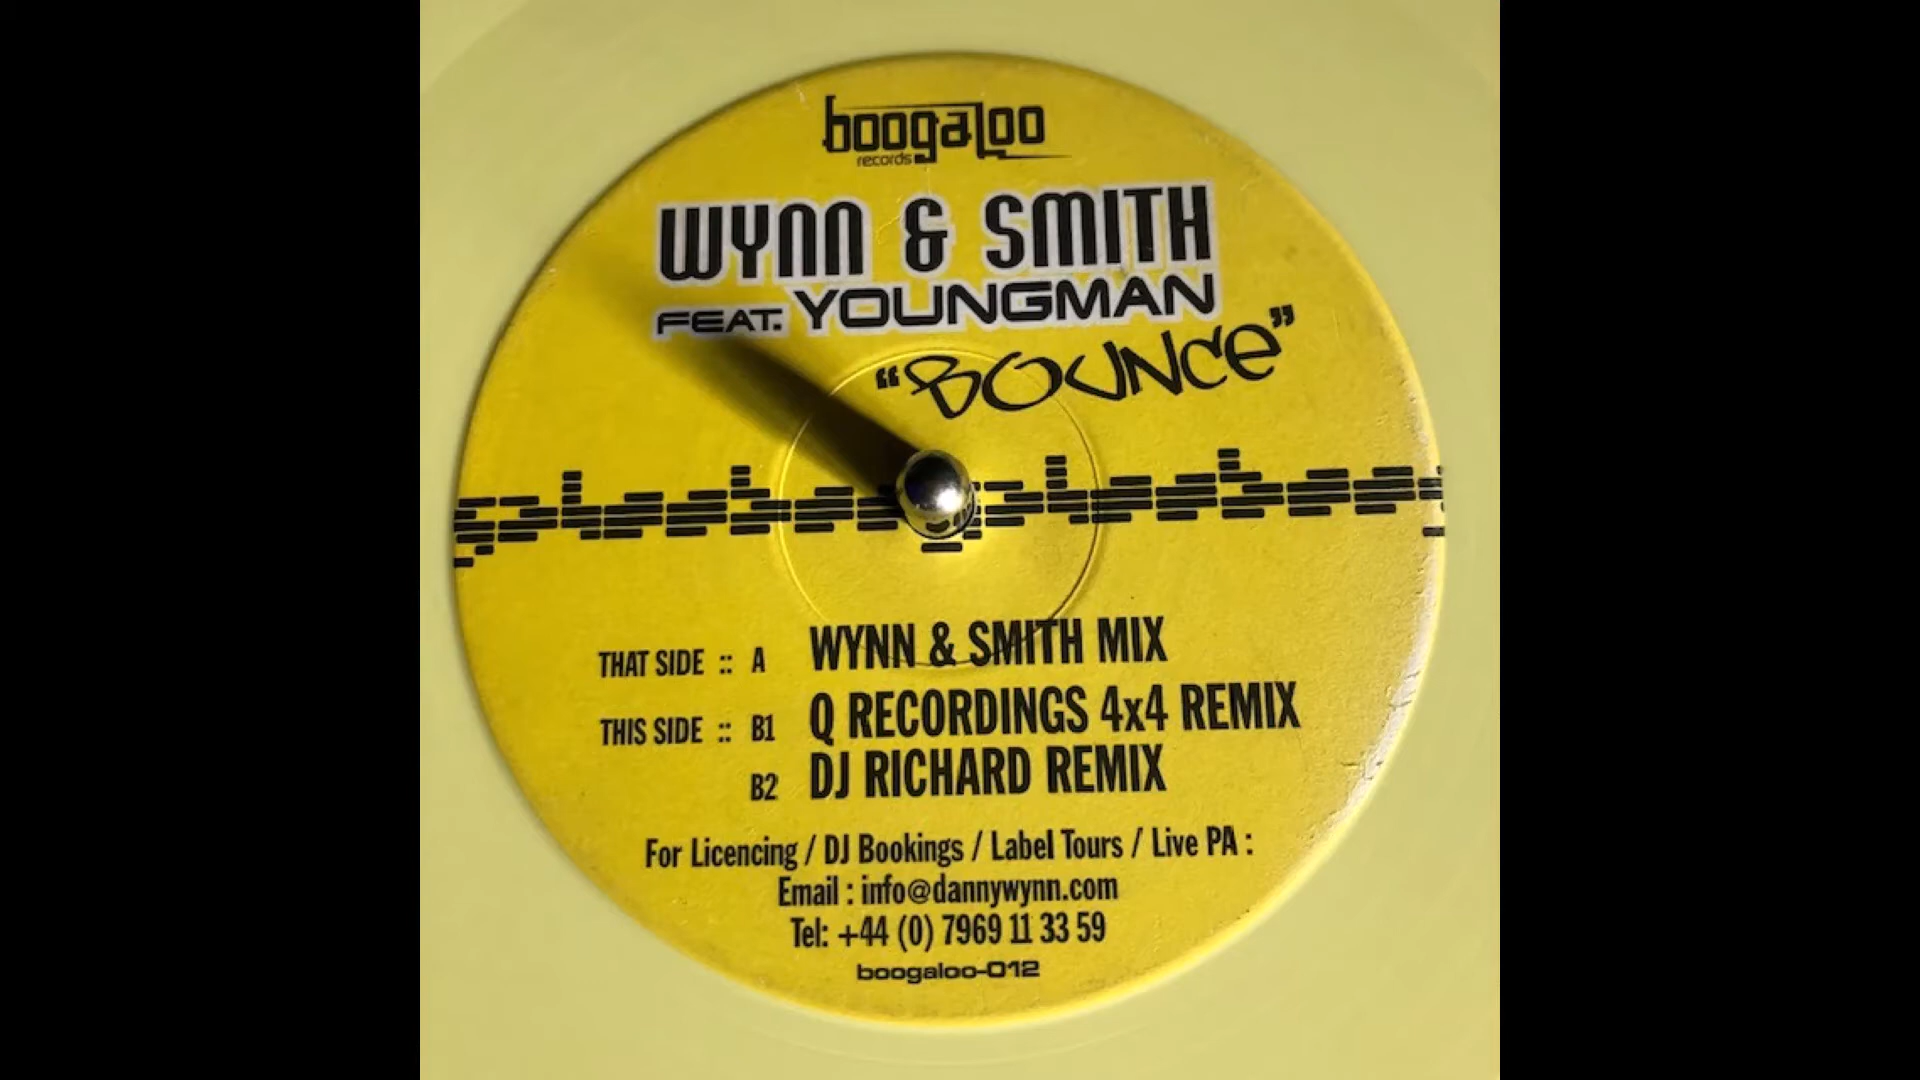 boogaloo
records
WYNN & SMITH
FEAT. YOUNGMAN
"BOUNCE"
THAT SIDE :: A WYNN & SMITH MIX
THIS SIDE :: B1 Q RECORDINGS 4x4 REMIX
B2 DJ RICHARD REMIX
For Licencing / DJ Bookings / Label Tours / Live PA :
Email : info@dannywynn.com
Tel: +44 (0) 7969 11 33 59
boogaloo-012